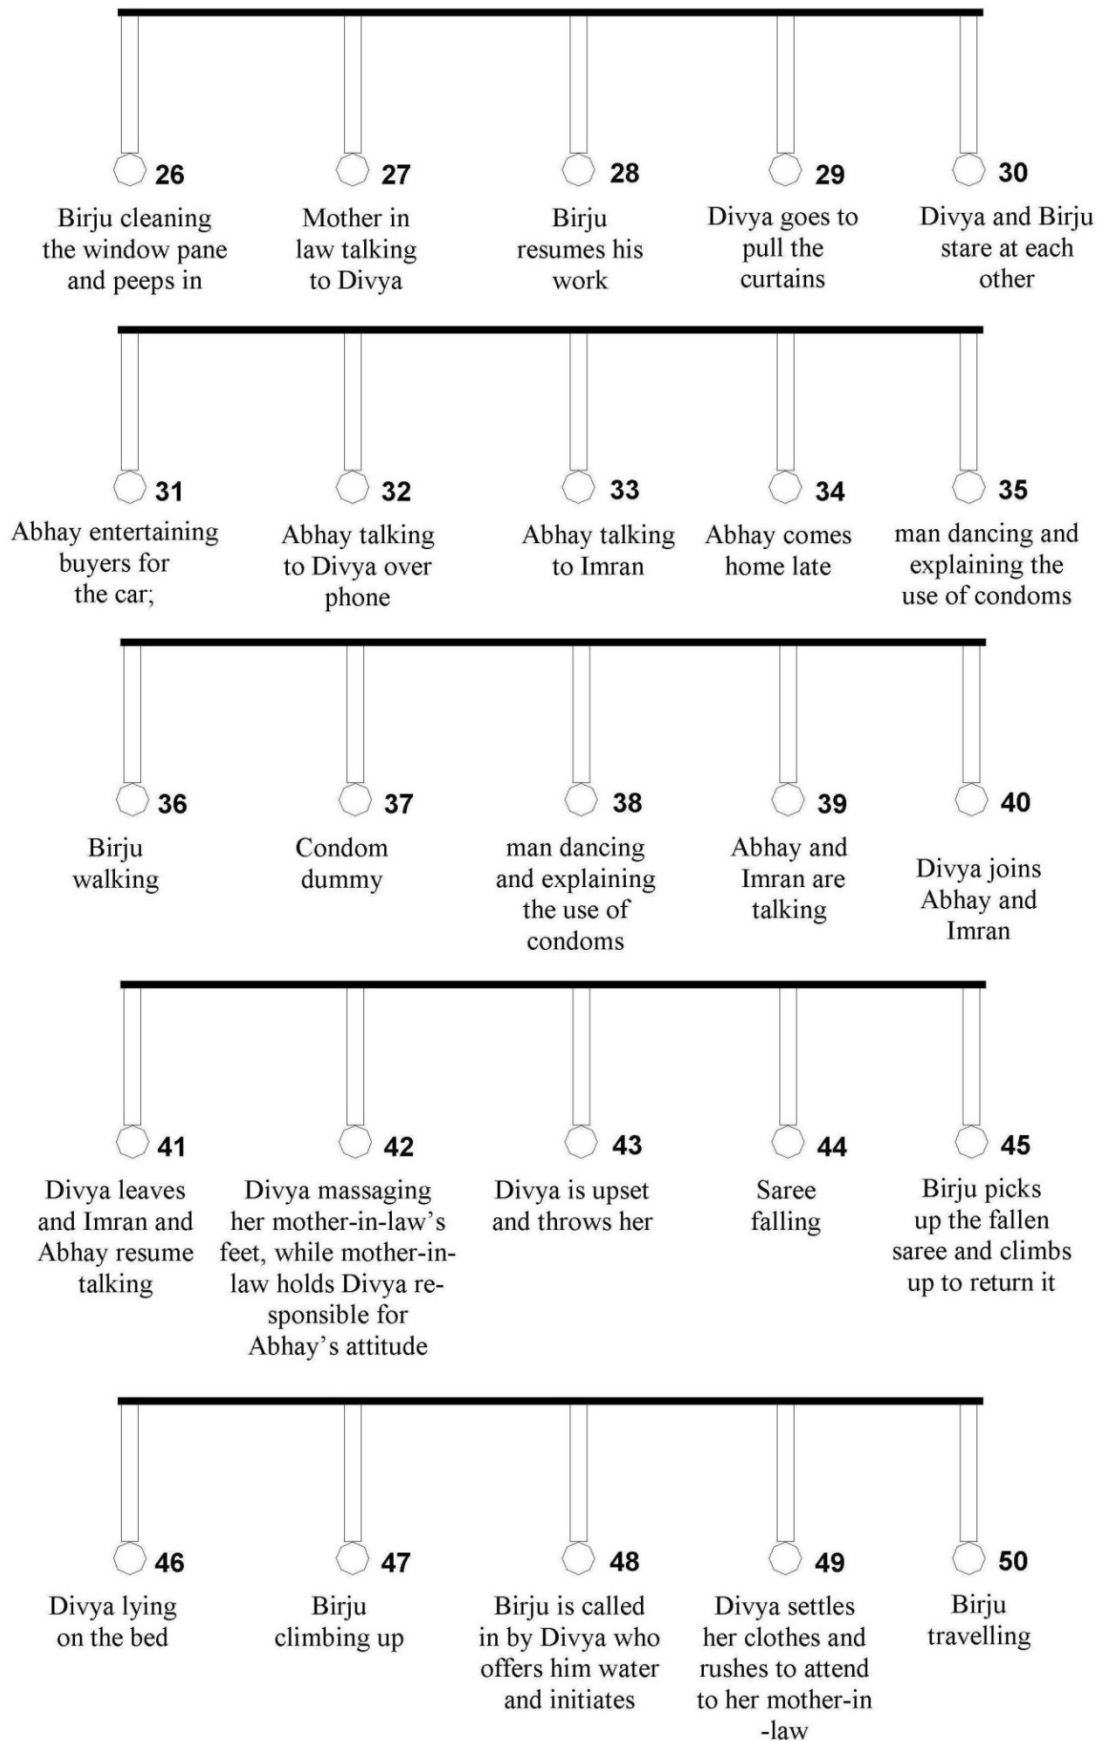 26
Birju cleaning
the window pane
and peeps in
27
Mother in
law talking
to Divya
28
Birju
resumes his
work
29
Divya goes to
pull the
curtains
30
Divya and Birju
stare at each
other
31
Abhay entertaining
buyers for
the car;
32
Abhay talking
to Divya over
phone
33
Abhay talking
to Imran
34
Abhay comes
home late
35
man dancing and
explaining the
use of condoms
36
Birju
walking
37
Condom
dummy
38
man dancing
and explaining
the use of
condoms
39
Abhay and
Imran are
talking
40
Divya joins
Abhay and
Imran
41
Divya leaves
and Imran and
Abhay resume
talking
42
Divya massaging
her mother-in-law's
feet, while mother-in-
law holds Divya re-
sponsible for
Abhay's attitude
43
Divya is upset
and throws her
44
Saree
falling
45
Birju picks
up the fallen
saree and climbs
up to return it
46
Divya lying
on the bed
47
Birju
climbing up
48
Birju is called
in by Divya who
offers him water
and initiates
49
Divya settles
her clothes and
rushes to attend
to her mother-in
-law
50
Birju
travelling